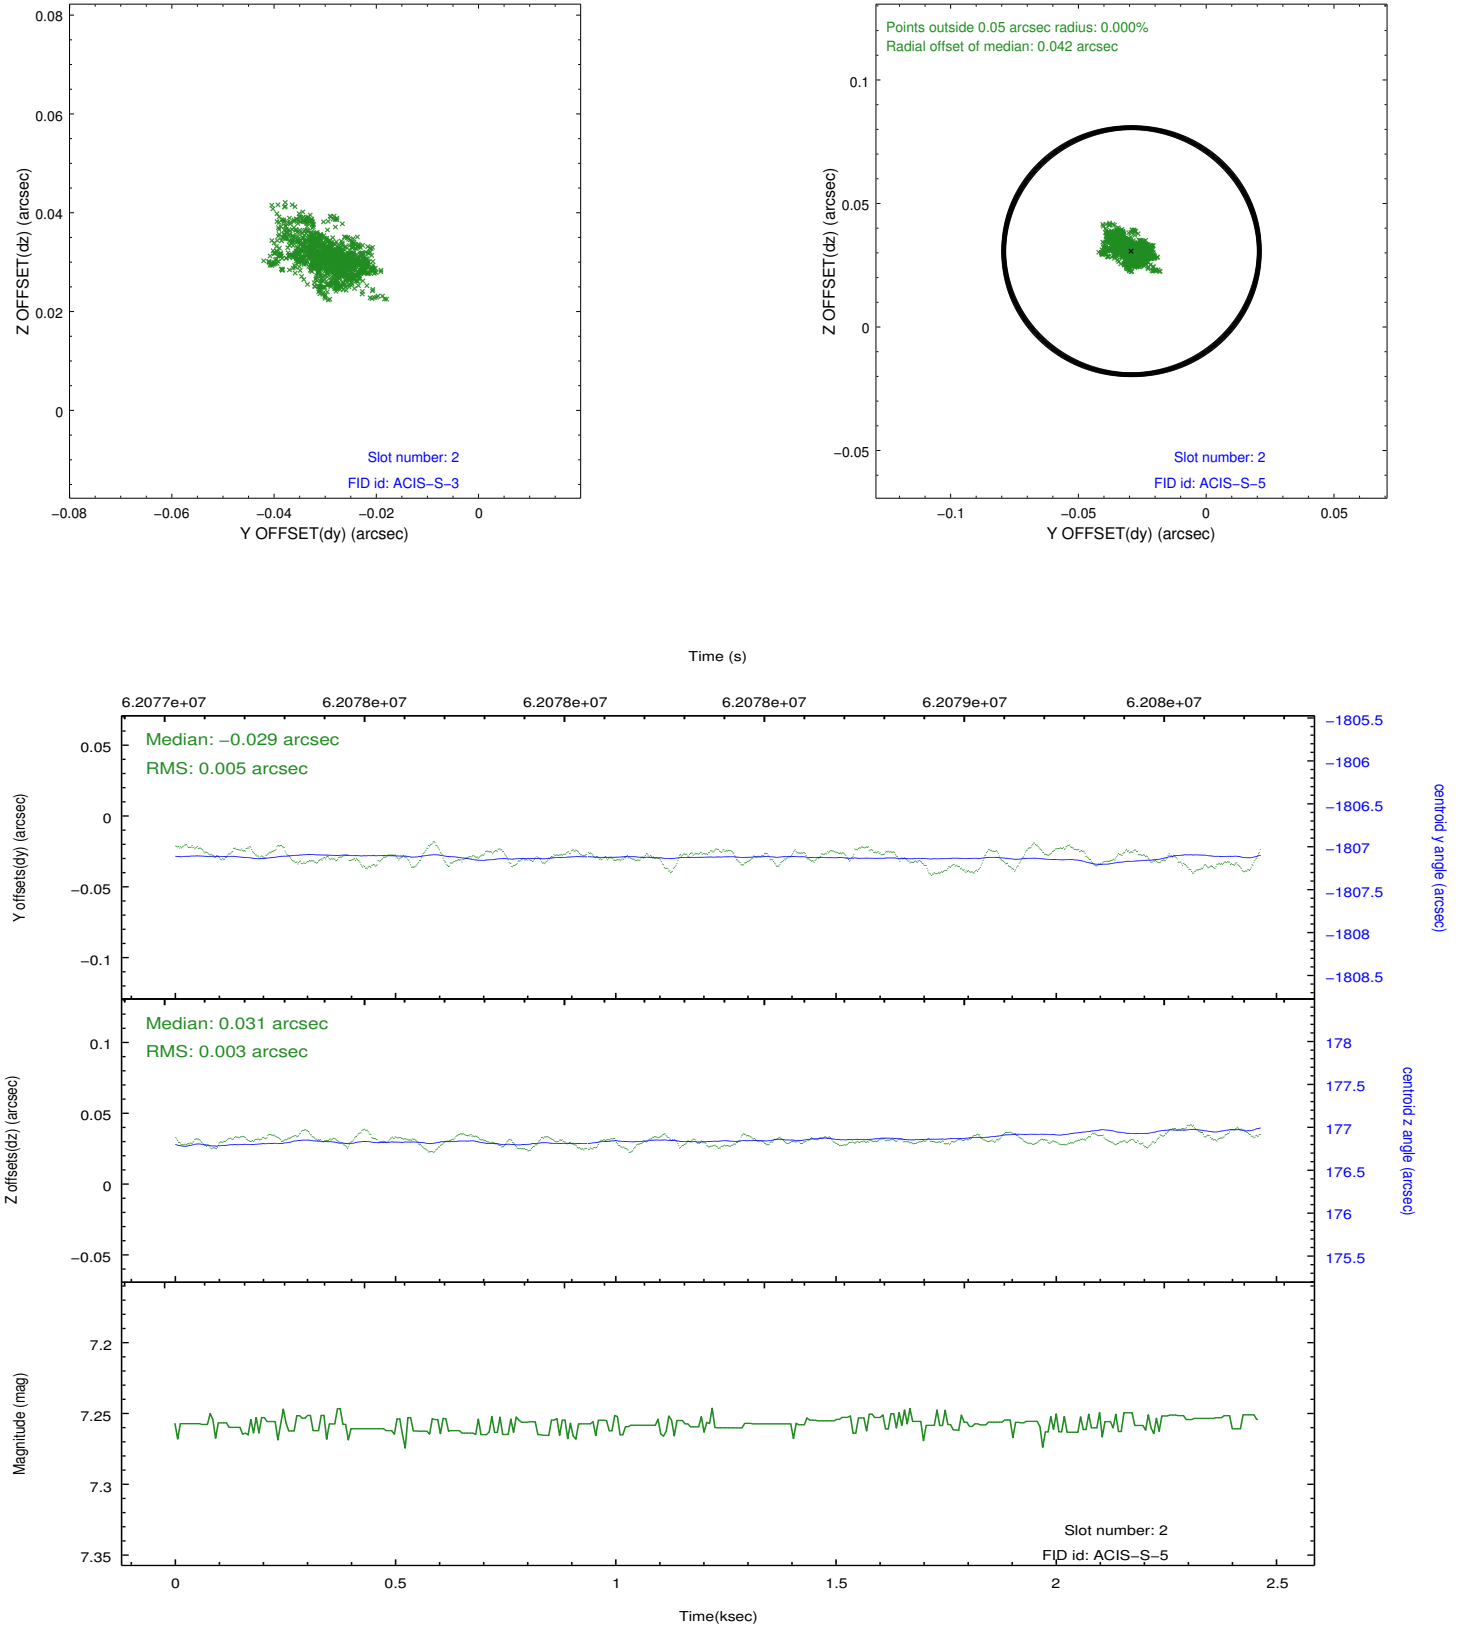 0.08
0.06
0.04
0.02
0
Z OFFSET(dz) (arcsec)
Slot number: 2
FID id: ACIS−S−3
−0.08
−0.06
−0.04
−0.02
0
Y OFFSET(dy) (arcsec)
Points outside 0.05 arcsec radius: 0.000%
Radial offset of median: 0.042 arcsec
0.1
0.05
0
−0.05
Z OFFSET(dz) (arcsec)
Slot number: 2
FID id: ACIS−S−5
−0.1
−0.05
0
0.05
Y OFFSET(dy) (arcsec)
Time (s)
6.2077e+07
6.2078e+07
6.2078e+07
6.2078e+07
6.2079e+07
6.208e+07
Median: −0.029 arcsec
RMS: 0.005 arcsec
0.05
0
−0.05
−0.1
Y offsets(dy) (arcsec)
−1805.5
−1806
−1806.5
−1807
−1807.5
−1808
−1808.5
centroid y angle (arcsec)
Median: 0.031 arcsec
RMS: 0.003 arcsec
0.1
0.05
0
−0.05
Z offsets(dz) (arcsec)
178
177.5
177
176.5
176
175.5
centroid z angle (arcsec)
7.2
7.25
7.3
7.35
Magnitude (mag)
Slot number: 2
FID id: ACIS−S−5
0
0.5
1
1.5
2
2.5
Time(ksec)